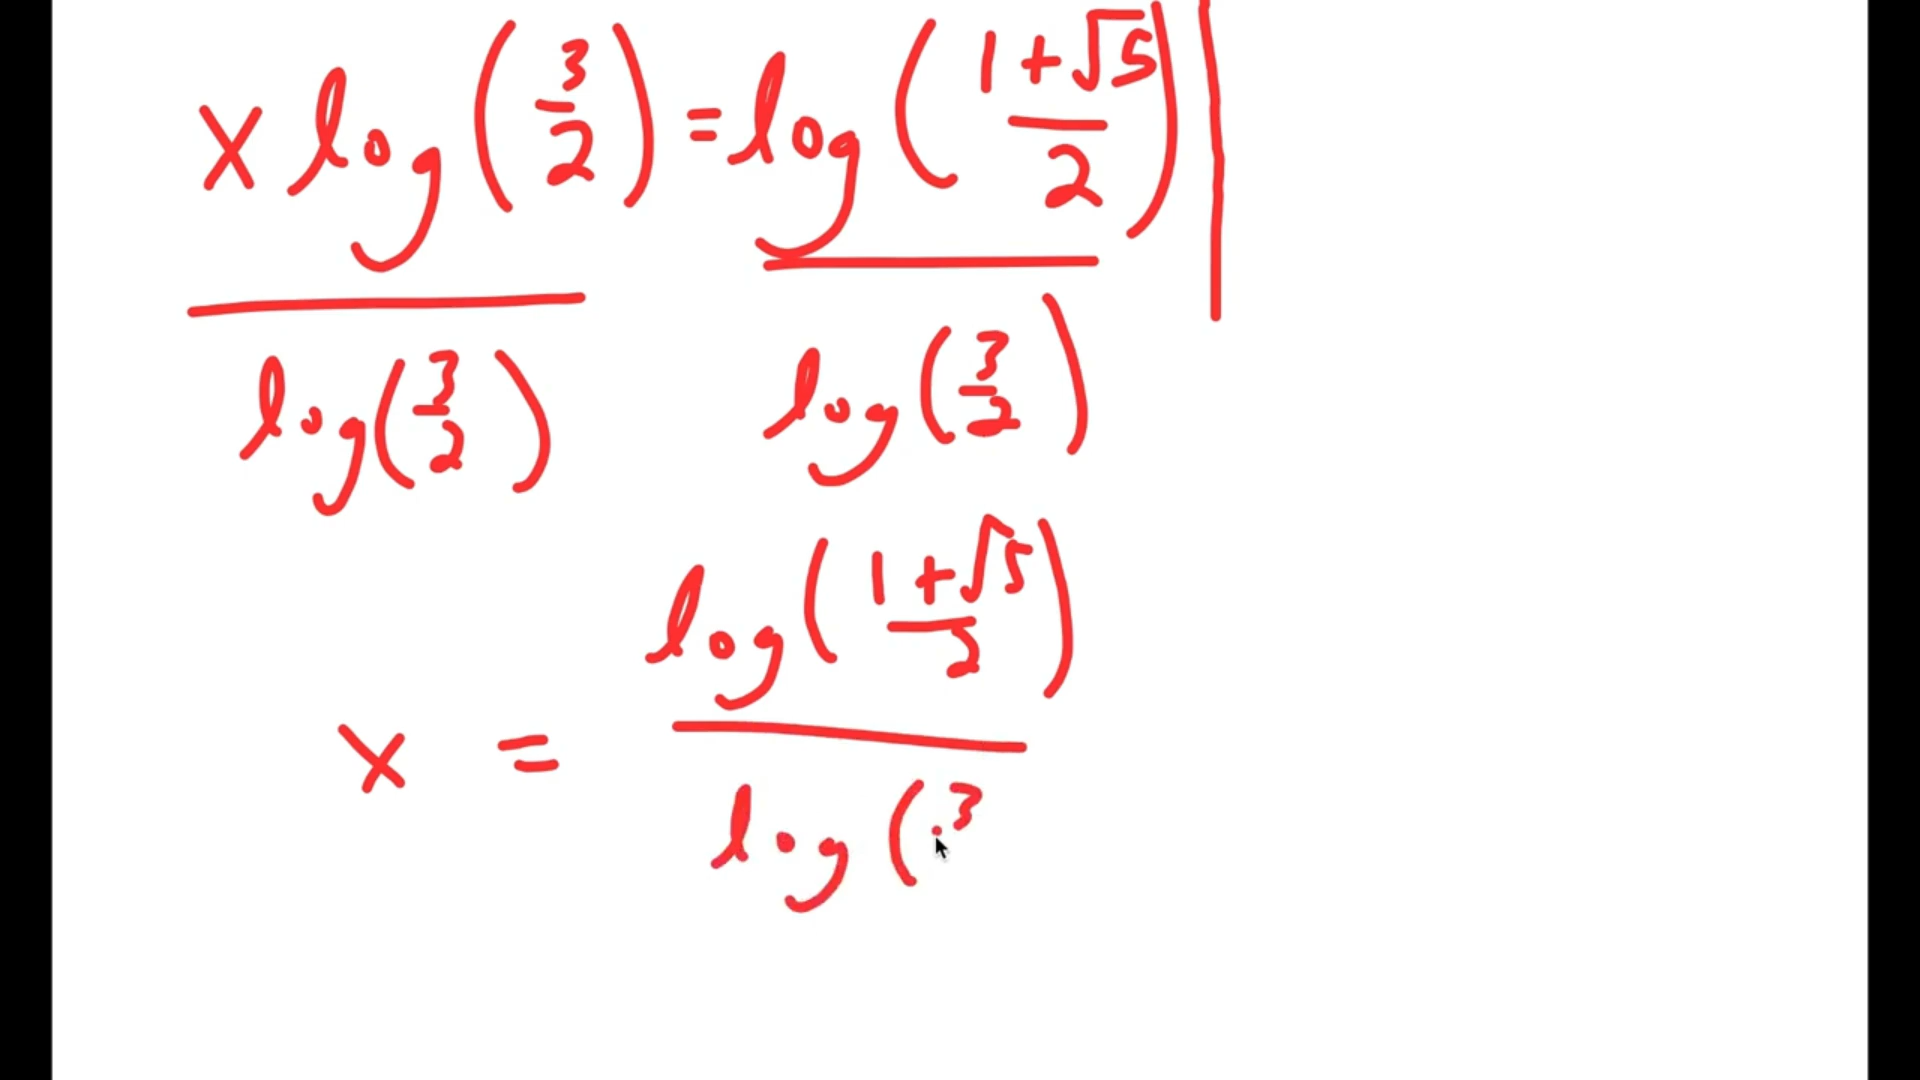 x log(3/2) = log((1+√5)/2)
log(3/2) log(3/2)
x = log((1+√5)/2)
log(3